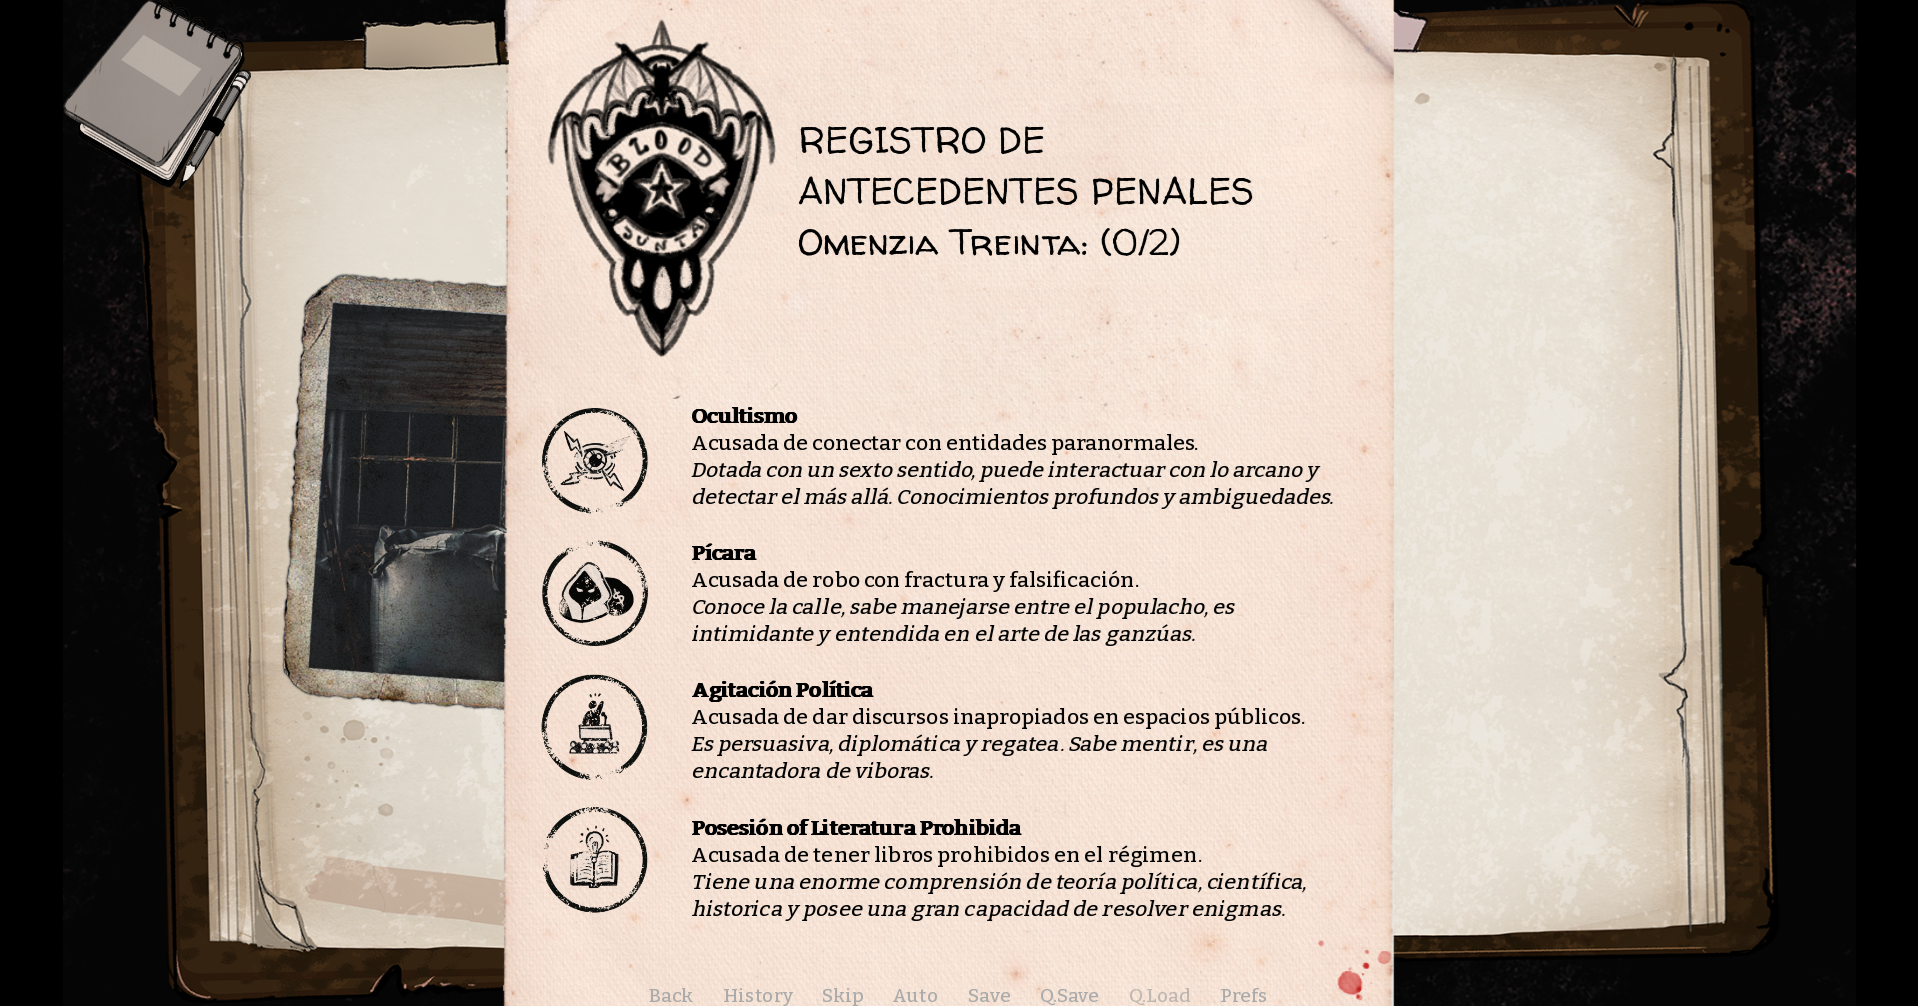 BLOOD
JUNTA
REGISTRO DE
ANTECEDENTES PENALES
Omenzia Treinta: (0/2)
Ocultismo
Acusada de conectar con entidades paranormales.
Dotada con un sexto sentido, puede interactuar con lo arcano y
detectar el más allá. Conocimientos profundos y ambiguedades.
Pícara
Acusada de robo con fractura y falsificación.
Conoce la calle, sabe manejarse entre el populacho, es
intimidante y entendida en el arte de las ganzúas.
Agitación Política
Acusada de dar discursos inapropiados en espacios públicos.
Es persuasiva, diplomática y regatea. Sabe mentir, es una
encantadora de viboras.
Posesión of Literatura Prohibida
Acusada de tener libros prohibidos en el régimen.
Tiene una enorme comprensión de teoría política, científica,
historica y posee una gran capacidad de resolver enigmas.
Back History Skip Auto Save Q.Save Q.Load Prefs